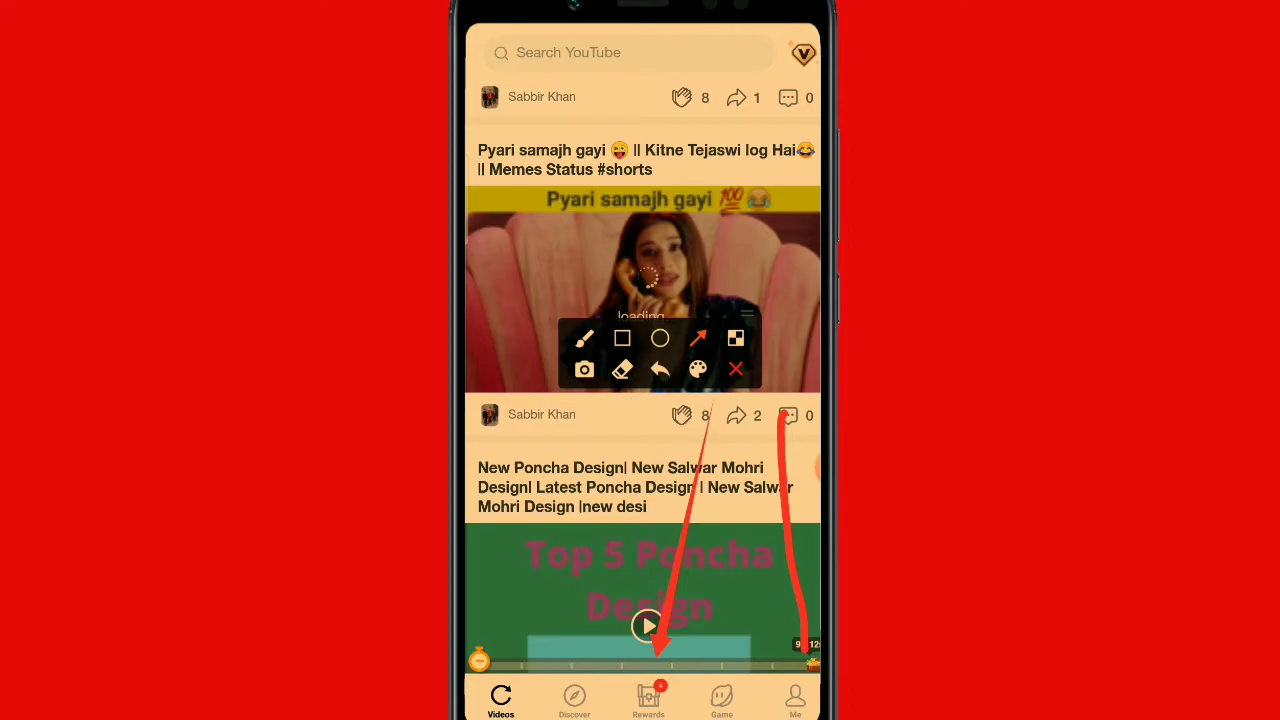 Search YouTube
V
Sabbir Khan 8 1 0
Pyari samajh gayi 😜 || Kitne Tejaswi log Hai😂
|| Memes Status #shorts
Pyari samajh gayi 💯😂
loading
Sabbir Khan 8 2 0
New Poncha Design| New Salwar Mohri
Design| Latest Poncha Design | New Salwar
Mohri Design |new desi
Top 5 Poncha
Design
4
Videos Discover Rewards Game Me